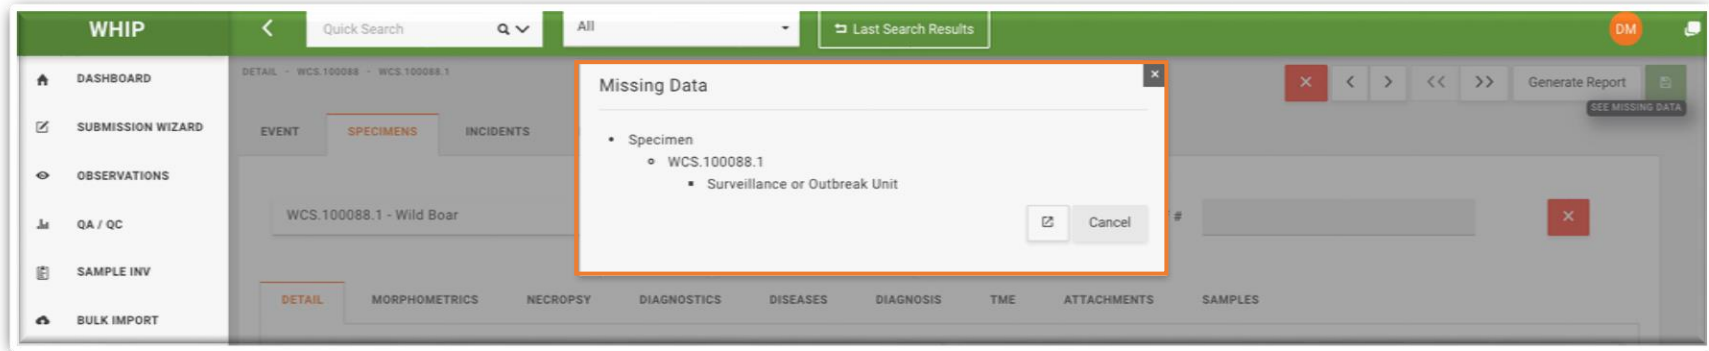 WHIP
Quick Search
All
Last Search Results
DM
DASHBOARD
SUBMISSION WIZARD
OBSERVATIONS
QA / QC
SAMPLE INV
BULK IMPORT
DETAIL - WCS.100088 - WCS.100088.1
<< >> Generate Report
SEE MISSING DATA
EVENT SPECIMENS INCIDENTS
Missing Data
• Specimen
WCS.100088.1
▪ Surveillance or Outbreak Unit
Cancel
WCS.100088.1 - Wild Boar
#
DETAIL MORPHOMETRICS NECROPSY DIAGNOSTICS DISEASES DIAGNOSIS TME ATTACHMENTS SAMPLES